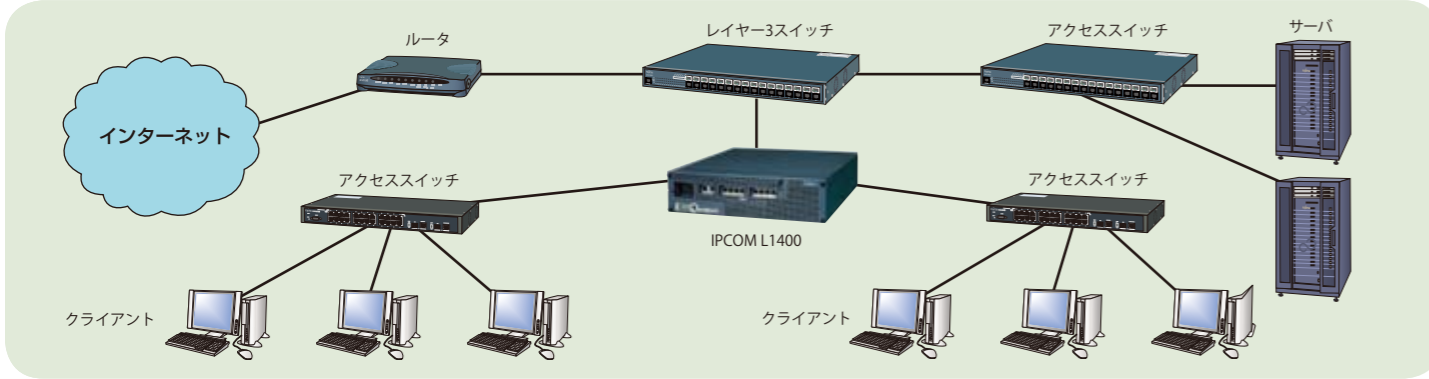 ルータ
レイヤー3スイッチ
アクセススイッチ
サーバ
インターネット
アクセススイッチ
アクセススイッチ
IPCOM L1400
クライアント
クライアント